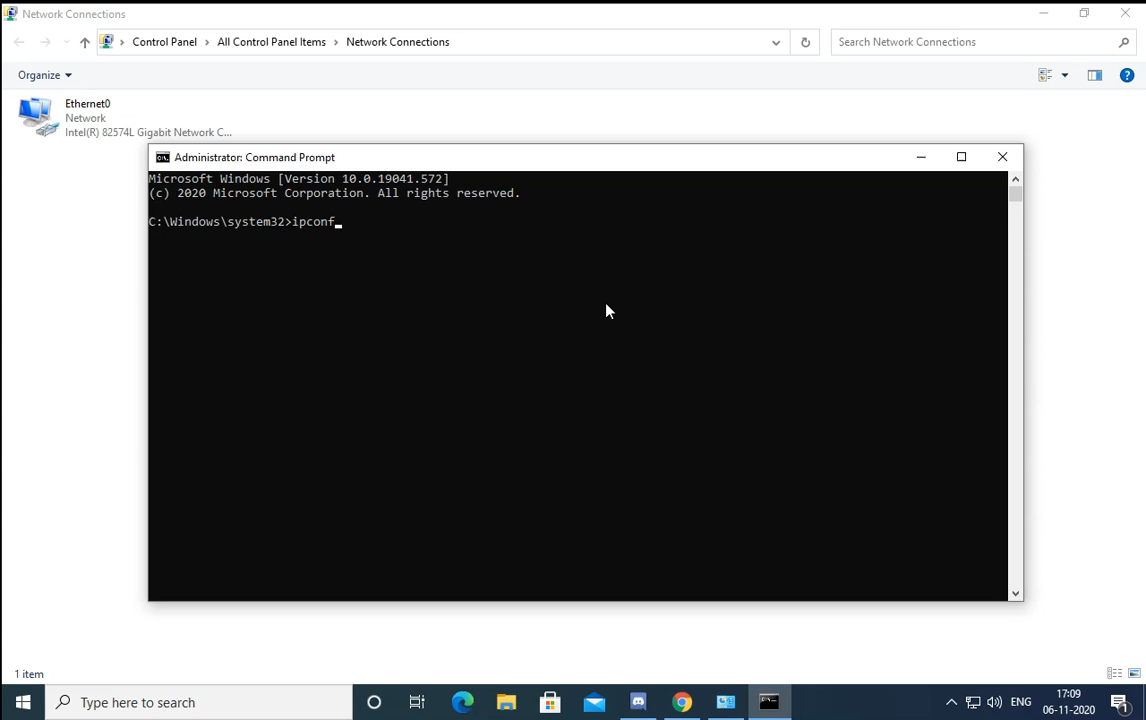 Network Connections
Control Panel > All Control Panel Items > Network Connections
Search Network Connections
Organize
Ethernet0
Network
Intel(R) 82574L Gigabit Network C...
Administrator: Command Prompt
Microsoft Windows [Version 10.0.19041.572]
(c) 2020 Microsoft Corporation. All rights reserved.
C:\Windows\system32>ipconf_
1 item
Type here to search
ENG
17:09
06-11-2020
1